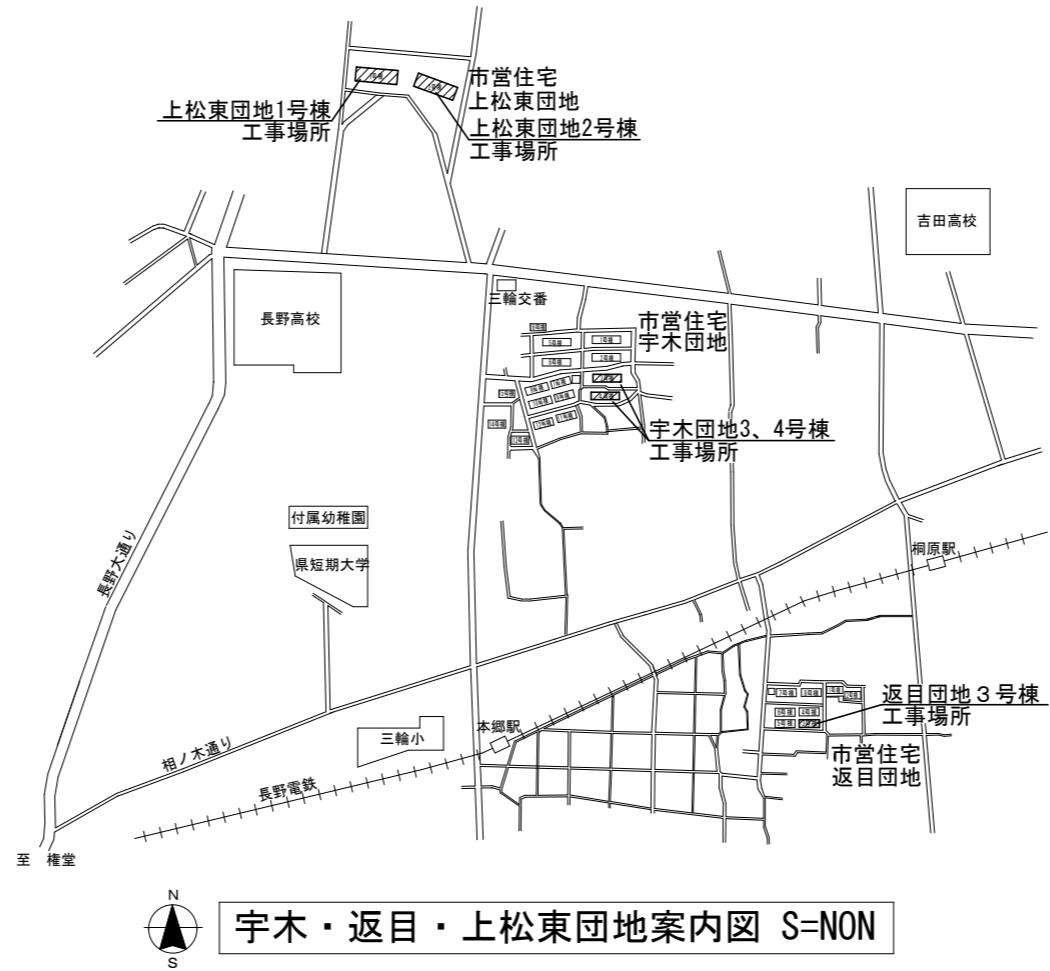 市営住宅
上松東団地
上松東団地1号棟
工事場所
上松東団地2号棟
工事場所
吉田高校
長野高校
三輪交番
市営住宅
宇木団地
宇木団地3、4号棟
工事場所
付属幼稚園
県短期大学
長野大通り
桐原駅
返目団地３号棟
工事場所
市営住宅
返目団地
本郷駅
三輪小
相ノ木通り
長野電鉄
至 権堂
N
S
宇木・返目・上松東団地案内図 S=NON